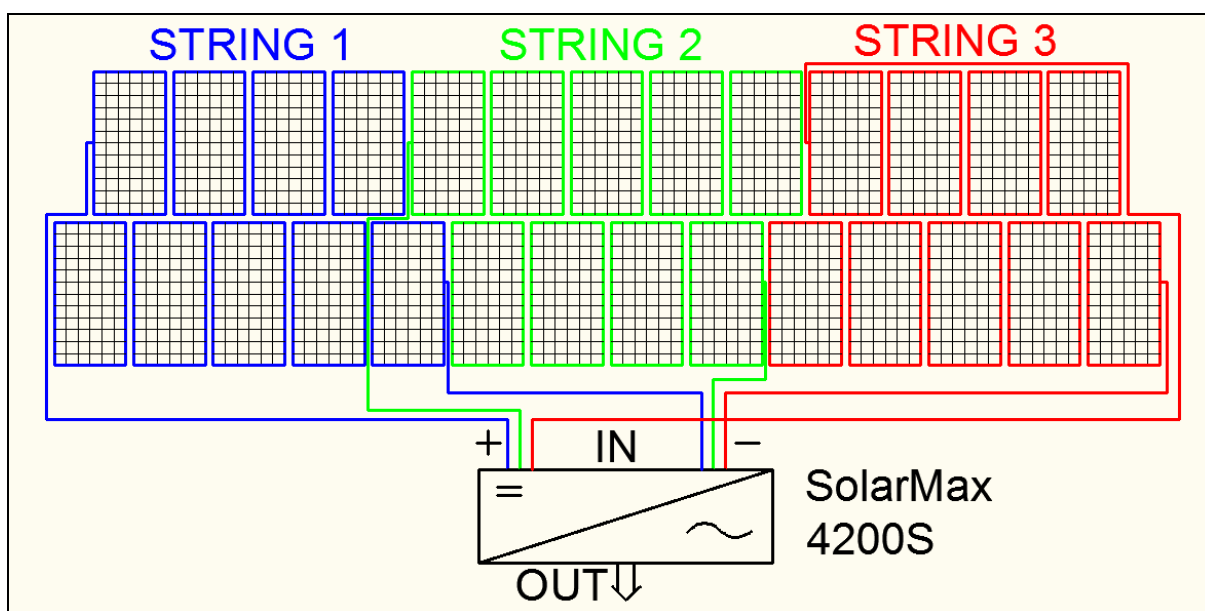 STRING 1 STRING 2 STRING 3
+ IN −
=
SolarMax
4200S
OUT⇩